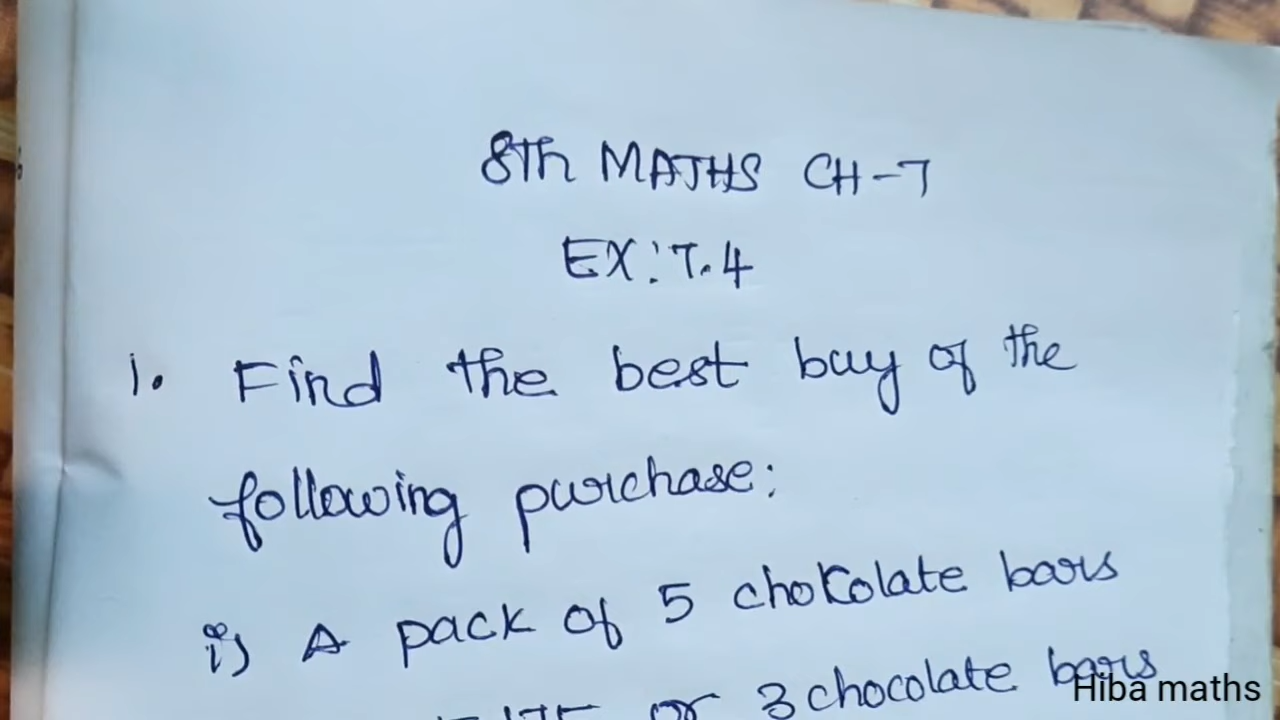 8Th MATHS CH-7
EX: 7.4
1. Find the best buy of the
following purchase:
i) A pack of 5 chokolate bars
or 3 chocolate bars
Hiba maths